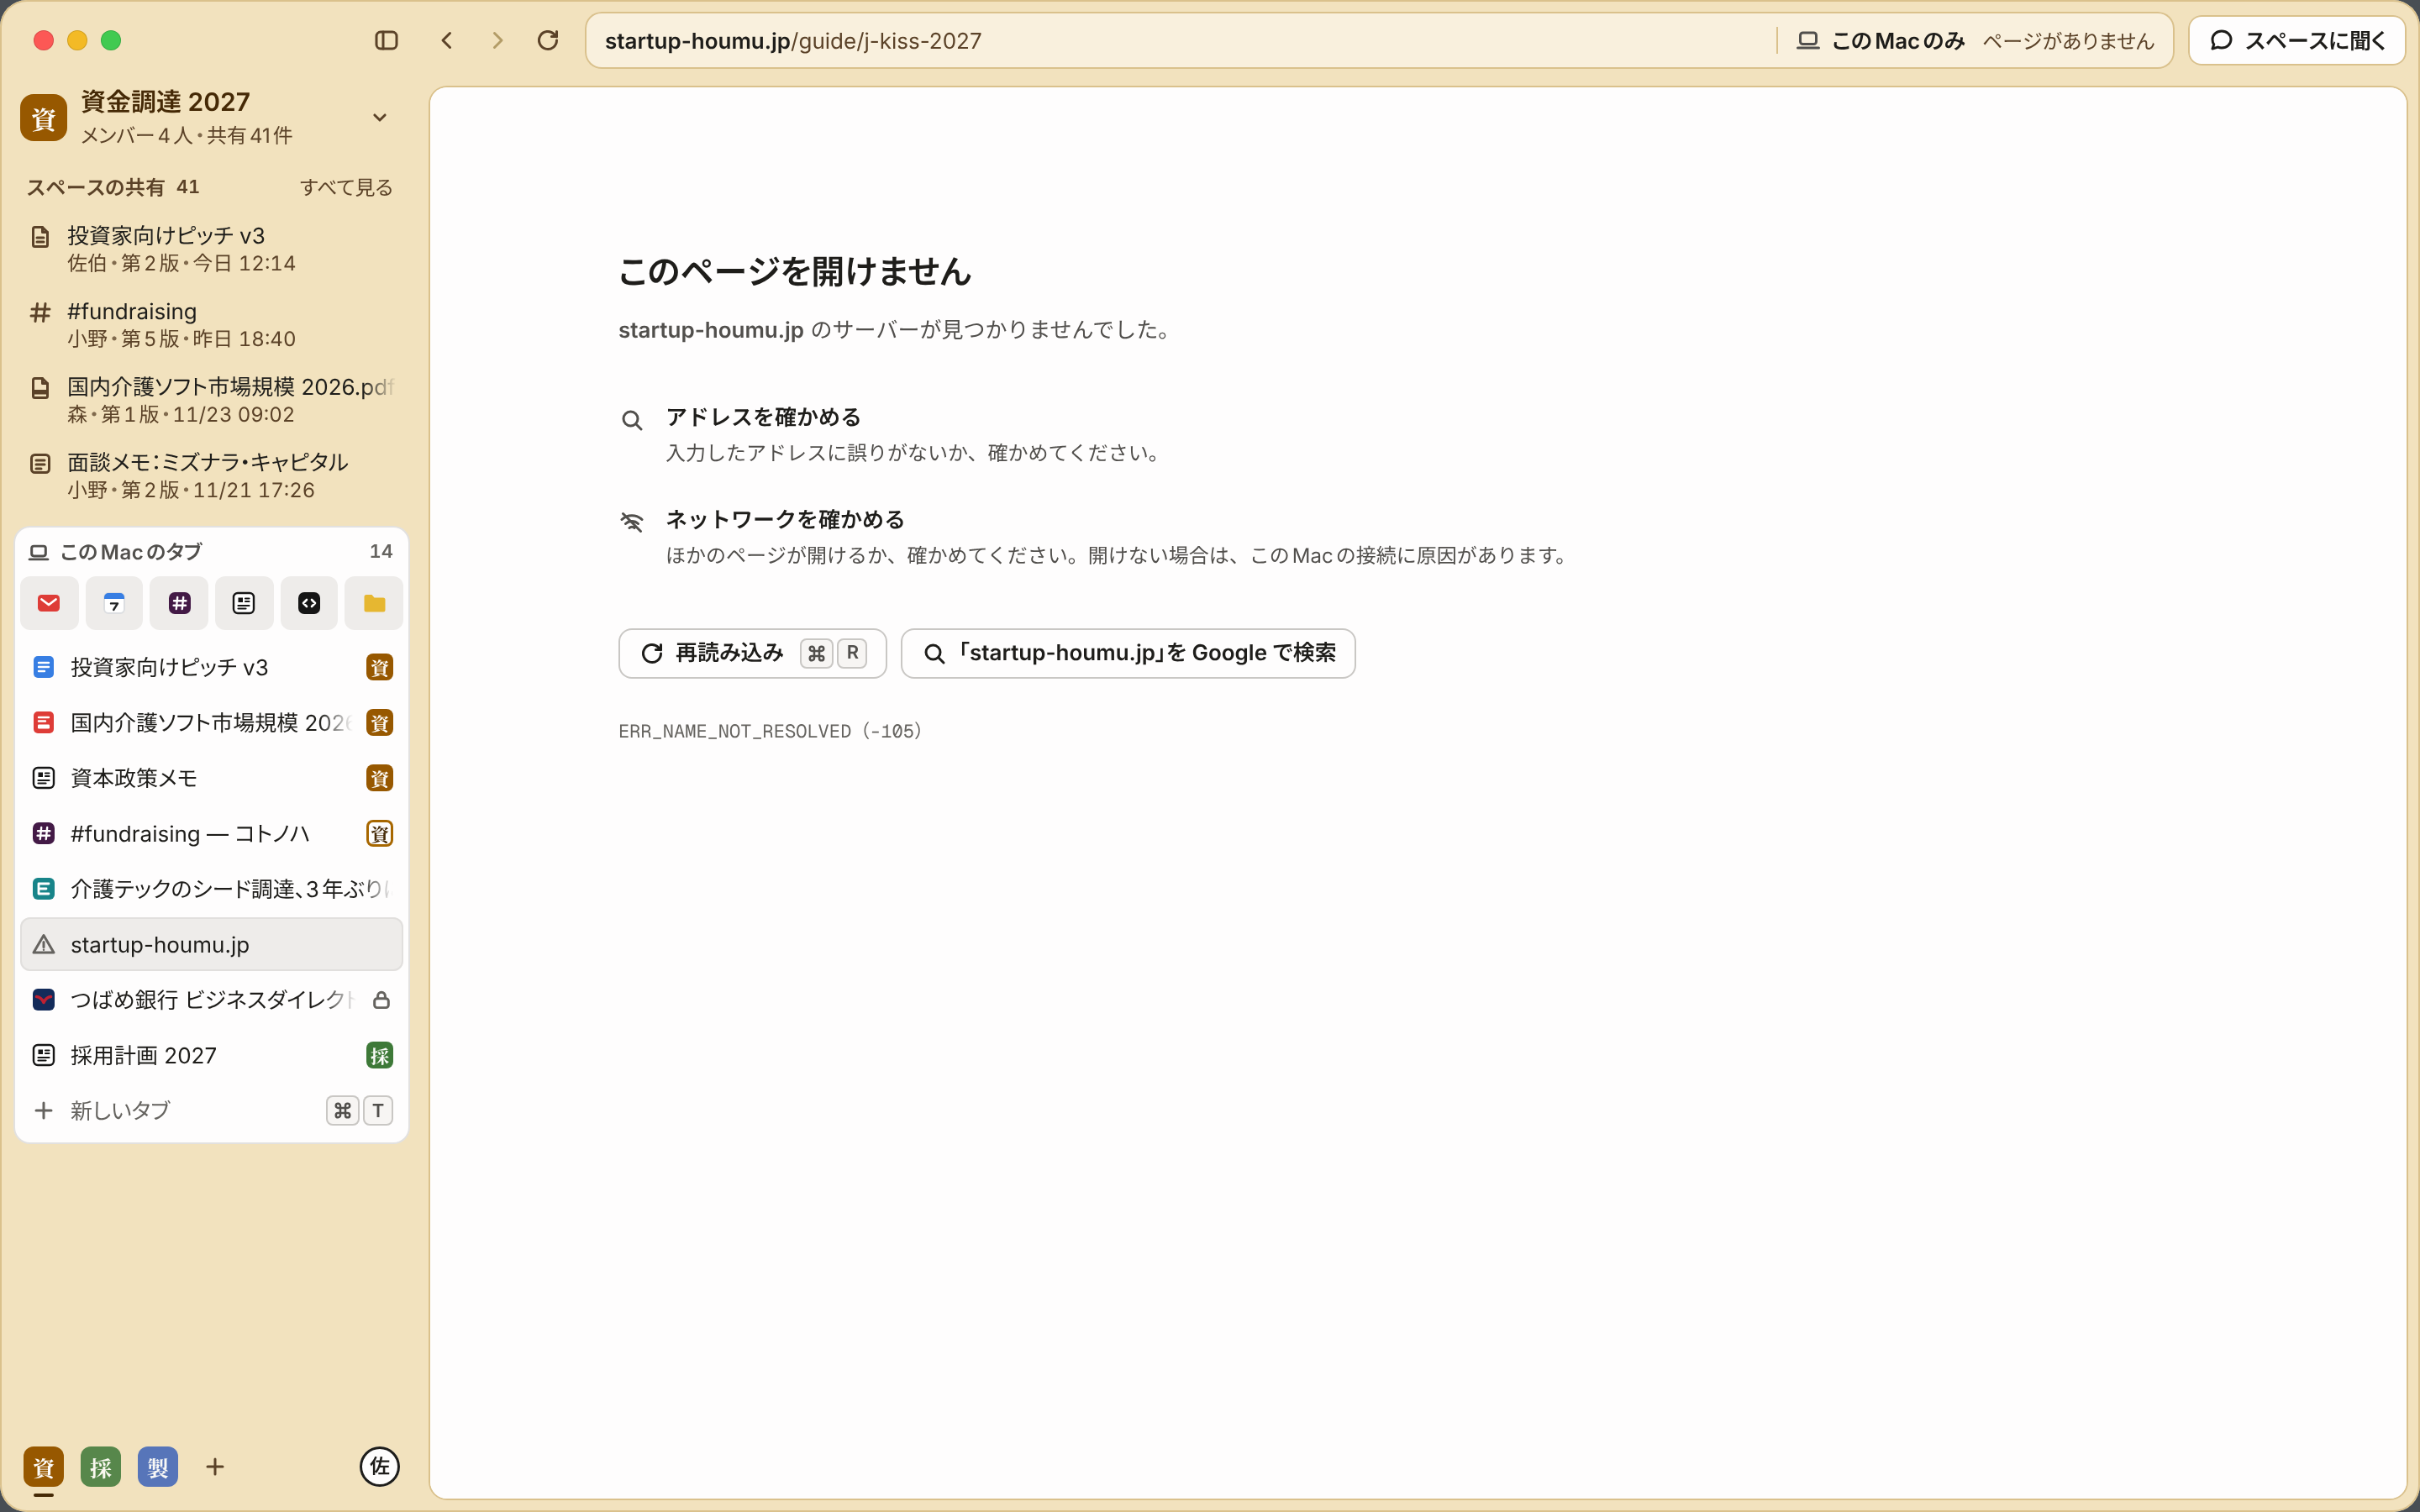 startup-houmu.jp/guide/j-kiss-2027
このMacのみ ページがありません
スペースに聞く
資
資金調達 2027
メンバー4人・共有41件
スペースの共有 41
すべて見る
投資家向けピッチ v3
佐伯・第2版・今日 12:14
#fundraising
小野・第5版・昨日 18:40
国内介護ソフト市場規模 2026.pdf
森・第1版・11/23 09:02
面談メモ：ミズナラ・キャピタル
小野・第2版・11/21 17:26
このMacのタブ 14
7
投資家向けピッチ v3 資
国内介護ソフト市場規模 2026 資
資本政策メモ 資
#fundraising — コトノハ 資
介護テックのシード調達、3年ぶりに
startup-houmu.jp
つばめ銀行 ビジネスダイレクト
採用計画 2027 採
新しいタブ ⌘ T
資 採 製 佐
このページを開けません
startup-houmu.jp のサーバーが見つかりませんでした。
アドレスを確かめる
入力したアドレスに誤りがないか、確かめてください。
ネットワークを確かめる
ほかのページが開けるか、確かめてください。開けない場合は、このMacの接続に原因があります。
再読み込み ⌘ R
「startup-houmu.jp」を Google で検索
ERR_NAME_NOT_RESOLVED（-105）